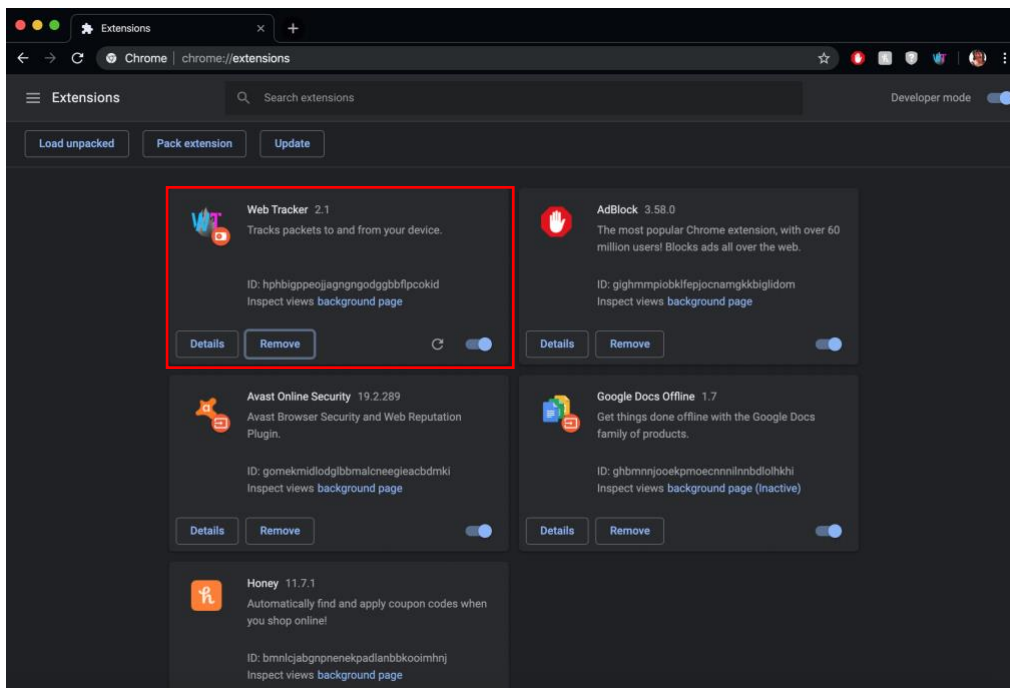 Extensions
Chrome | chrome://extensions
Extensions
Search extensions
Developer mode
Load unpacked
Pack extension
Update
Web Tracker 2.1
Tracks packets to and from your device.
ID: hphbigppeojjagngngodggbbflpcokid
Inspect views background page
Details
Remove
AdBlock 3.58.0
The most popular Chrome extension, with over 60
million users! Blocks ads all over the web.
ID: gighmmpiobklfepjocnamgkkbiglidom
Inspect views background page
Details
Remove
Avast Online Security 19.2.289
Avast Browser Security and Web Reputation
Plugin.
ID: gomekmidlodglbbmalcneegieacbdmki
Inspect views background page
Details
Remove
Google Docs Offline 1.7
Get things done offline with the Google Docs
family of products.
ID: ghbmnnjooekpmoecnnnilnnbdlolhkhi
Inspect views background page (Inactive)
Details
Remove
Honey 11.7.1
Automatically find and apply coupon codes when
you shop online!
ID: bmnlcjabgnpnenekpadlanbbkooimhnj
Inspect views background page